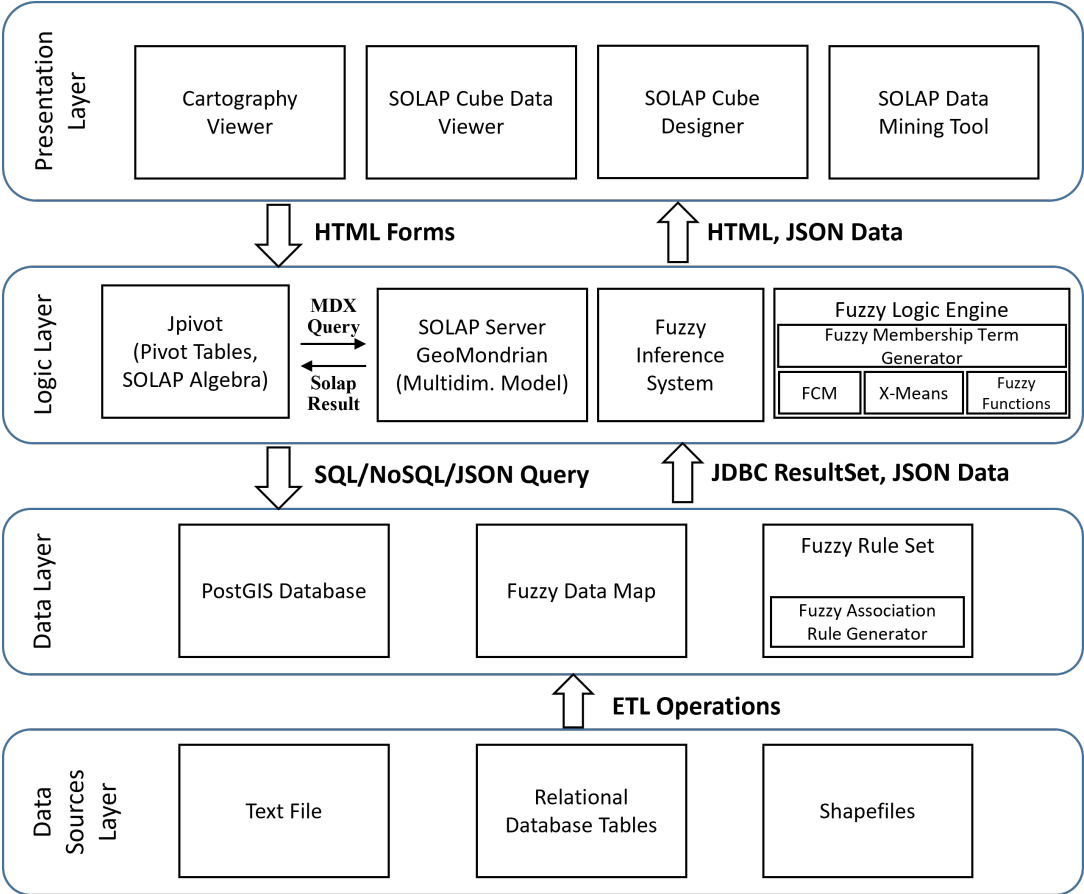 Presentation
Layer
Cartography
Viewer
SOLAP Cube Data
Viewer
SOLAP Cube
Designer
SOLAP Data
Mining Tool
HTML Forms
HTML, JSON Data
Logic Layer
Jpivot
(Pivot Tables,
SOLAP Algebra)
MDX
Query
Solap
Result
SOLAP Server
GeoMondrian
(Multidim. Model)
Fuzzy
Inference
System
Fuzzy Logic Engine
Fuzzy Membership Term
Generator
FCM
X-Means
Fuzzy
Functions
SQL/NoSQL/JSON Query
JDBC ResultSet, JSON Data
Data Layer
PostGIS Database
Fuzzy Data Map
Fuzzy Rule Set
Fuzzy Association
Rule Generator
ETL Operations
Data
Sources
Layer
Text File
Relational
Database Tables
Shapefiles